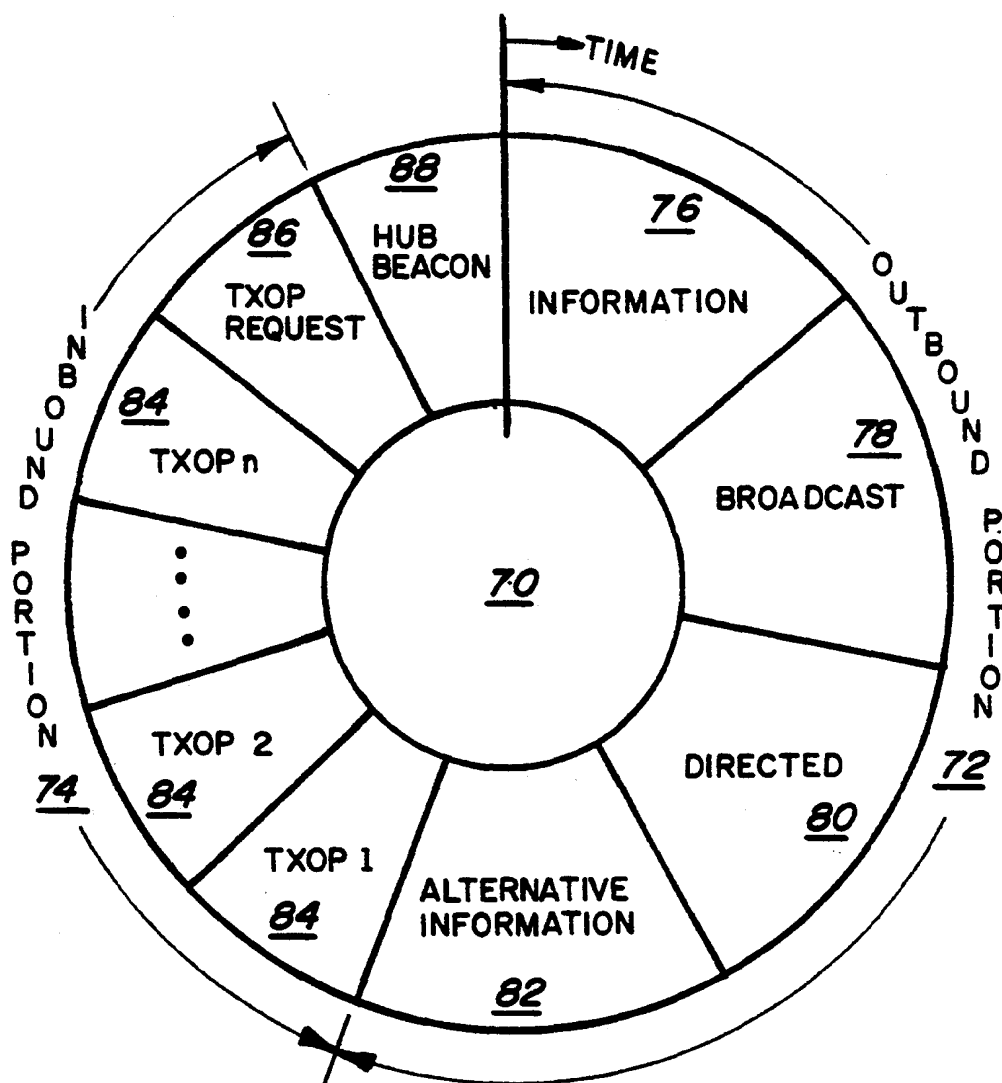 TIME
88
HUB
BEACON
76
INFORMATION
OUTBOUND PORTION
72
78
BROADCAST
DIRECTED
80
ALTERNATIVE
INFORMATION
82
TXOP 1
84
TXOP 2
84
TXOP n
84
86
TXOP
REQUEST
INBOUND PORTION
74
70